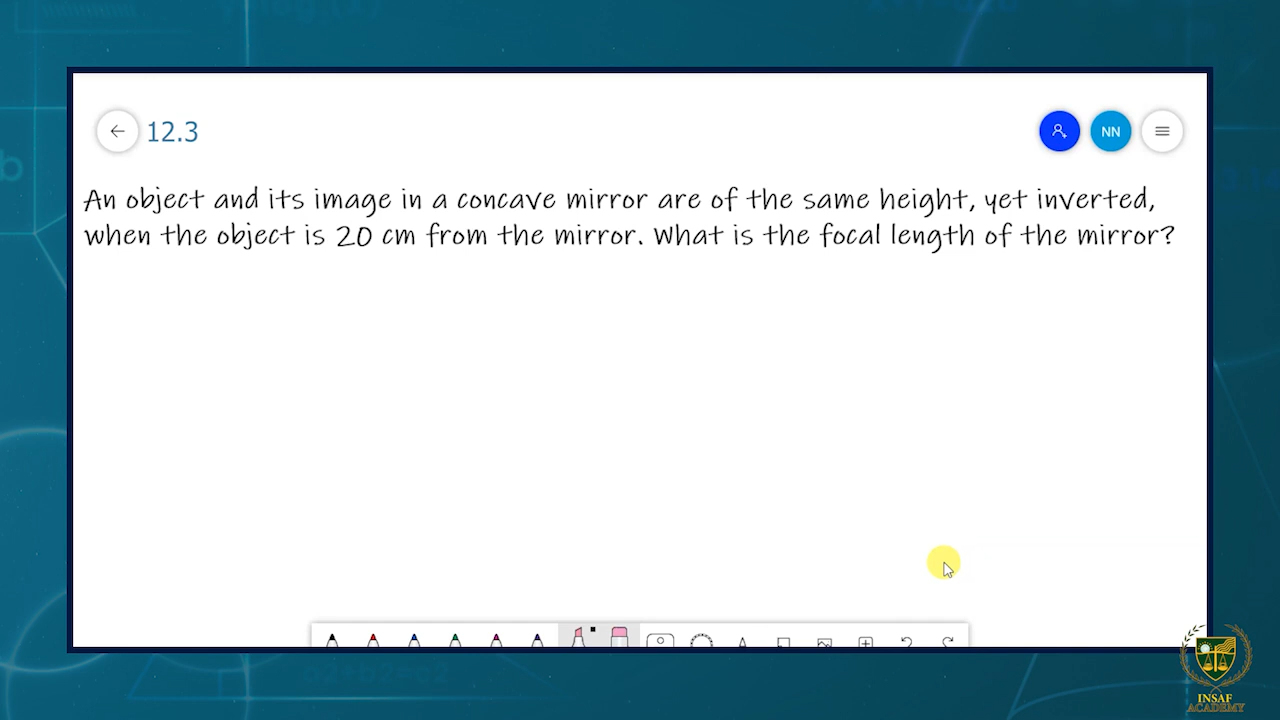 12.3
NN
An object and its image in a concave mirror are of the same height, yet inverted,
when the object is 20 cm from the mirror. What is the focal length of the mirror?
INSAF
ACADEMY